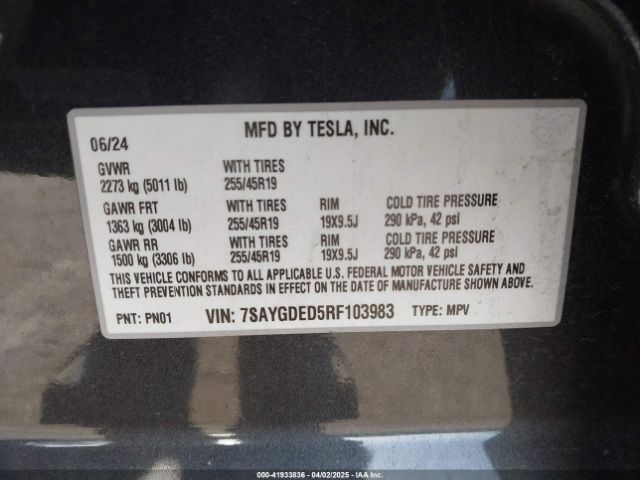 MFD BY TESLA, INC.
06/24
GVWR WITH TIRES
2273 kg (5011 lb) 255/45R19
GAWR FRT WITH TIRES RIM COLD TIRE PRESSURE
1363 kg (3004 lb) 255/45R19 19X9.5J 290 kPa, 42 psi
GAWR RR WITH TIRES RIM COLD TIRE PRESSURE
1500 kg (3306 lb) 255/45R19 19X9.5J 290 kPa, 42 psi
THIS VEHICLE CONFORMS TO ALL APPLICABLE U.S. FEDERAL MOTOR VEHICLE SAFETY AND
THEFT PREVENTION STANDARDS IN EFFECT ON THE DATE OF MANUFACTURE SHOWN ABOVE.
PNT: PN01 VIN: 7SAYGDED5RF103983 TYPE: MPV
000-41933836 - 04/02/2025 - IAAI.COM